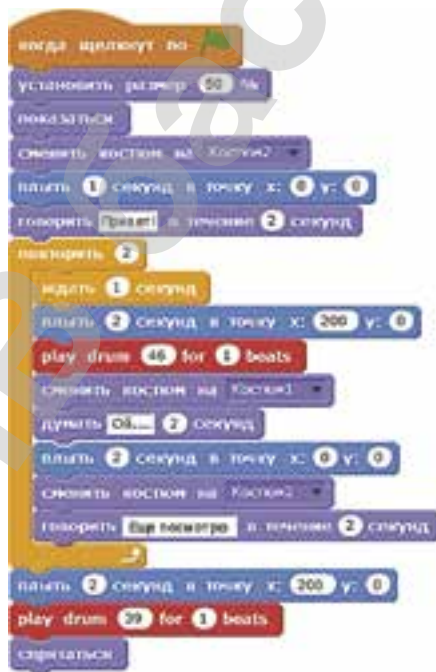 когда щелкнут по
установить размер 50 %
показаться
сменить костюм на Костюм2
плыть 1 секунд в точку x: 0 y: 0
говорить Привет! в течение 2 секунд
повторить 2
ждать 1 секунд
плыть 2 секунд в точку x: 200 y: 0
play drum 46 for 1 beats
сменить костюм на Костюм1
думать Ой.... 2 секунд
плыть 2 секунд в точку x: 0 y: 0
сменить костюм на Костюм2
говорить Еще посмотрю в течение 2 секунд
плыть 2 секунд в точку x: 200 y: 0
play drum 39 for 1 beats
спрятаться